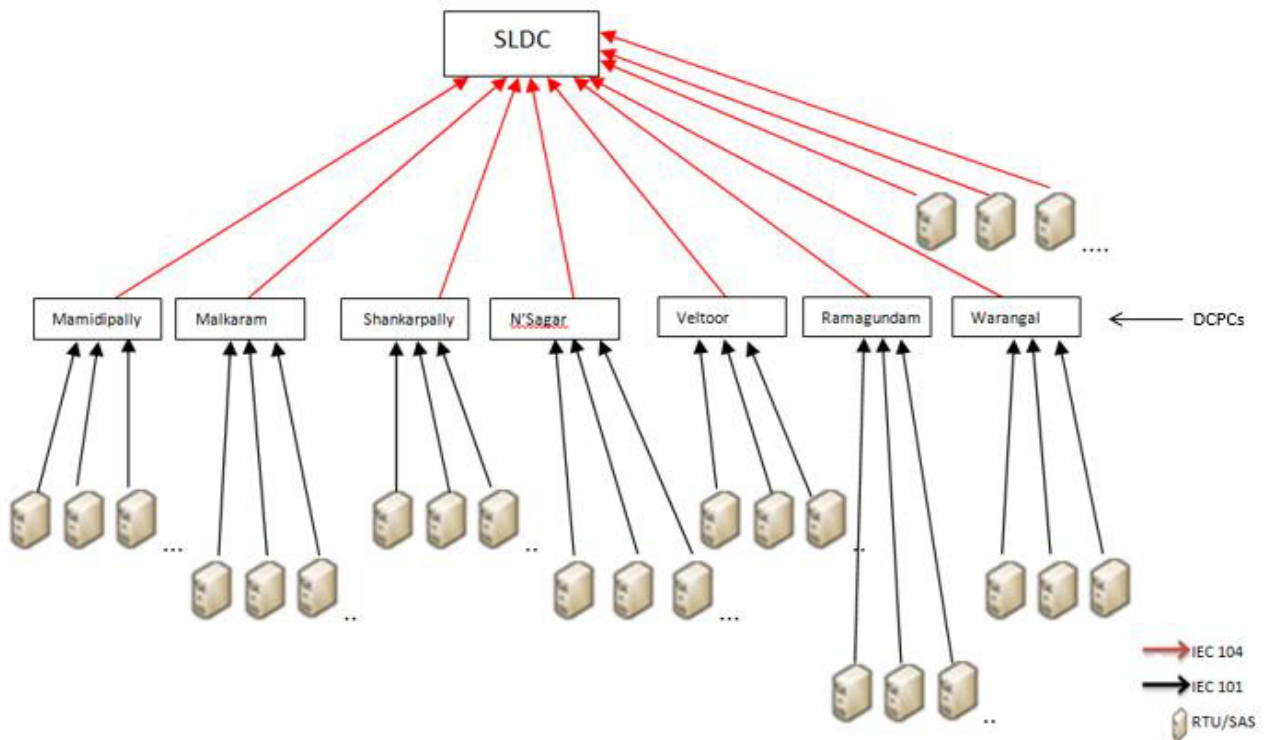 SLDC
....
Mamidipally
Malkaram
Shankarpally
N'Sagar
Veltoor
Ramagundam
Warangal
DCPCs
...
..
..
...
..
..
IEC 104
IEC 101
RTU/SAS